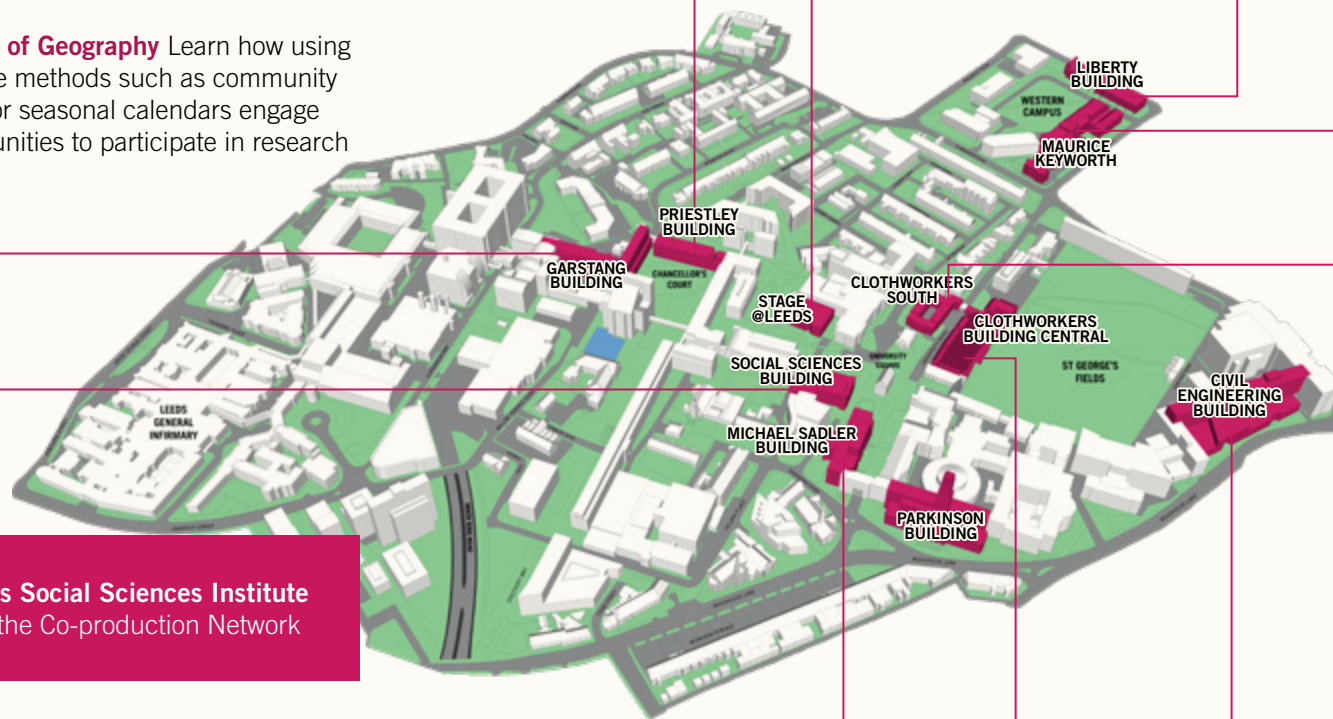 of Geography Learn how using
e methods such as community
or seasonal calendars engage
unities to participate in research
LIBERTY
BUILDING
WESTERN
CAMPUS
MAURICE
KEYWORTH
PRIESTLEY
BUILDING
GARSTANG
BUILDING
CHANCELLOR'S
COURT
CLOTHWORKERS
SOUTH
STAGE
@LEEDS
CLOTHWORKERS
BUILDING CENTRAL
UNIVERSITY
SQUARE
SOCIAL SCIENCES
BUILDING
ST GEORGE'S
FIELDS
CIVIL
ENGINEERING
BUILDING
LEEDS
GENERAL
INFIRMARY
MICHAEL SADLER
BUILDING
PARKINSON
BUILDING
s Social Sciences Institute
the Co-production Network